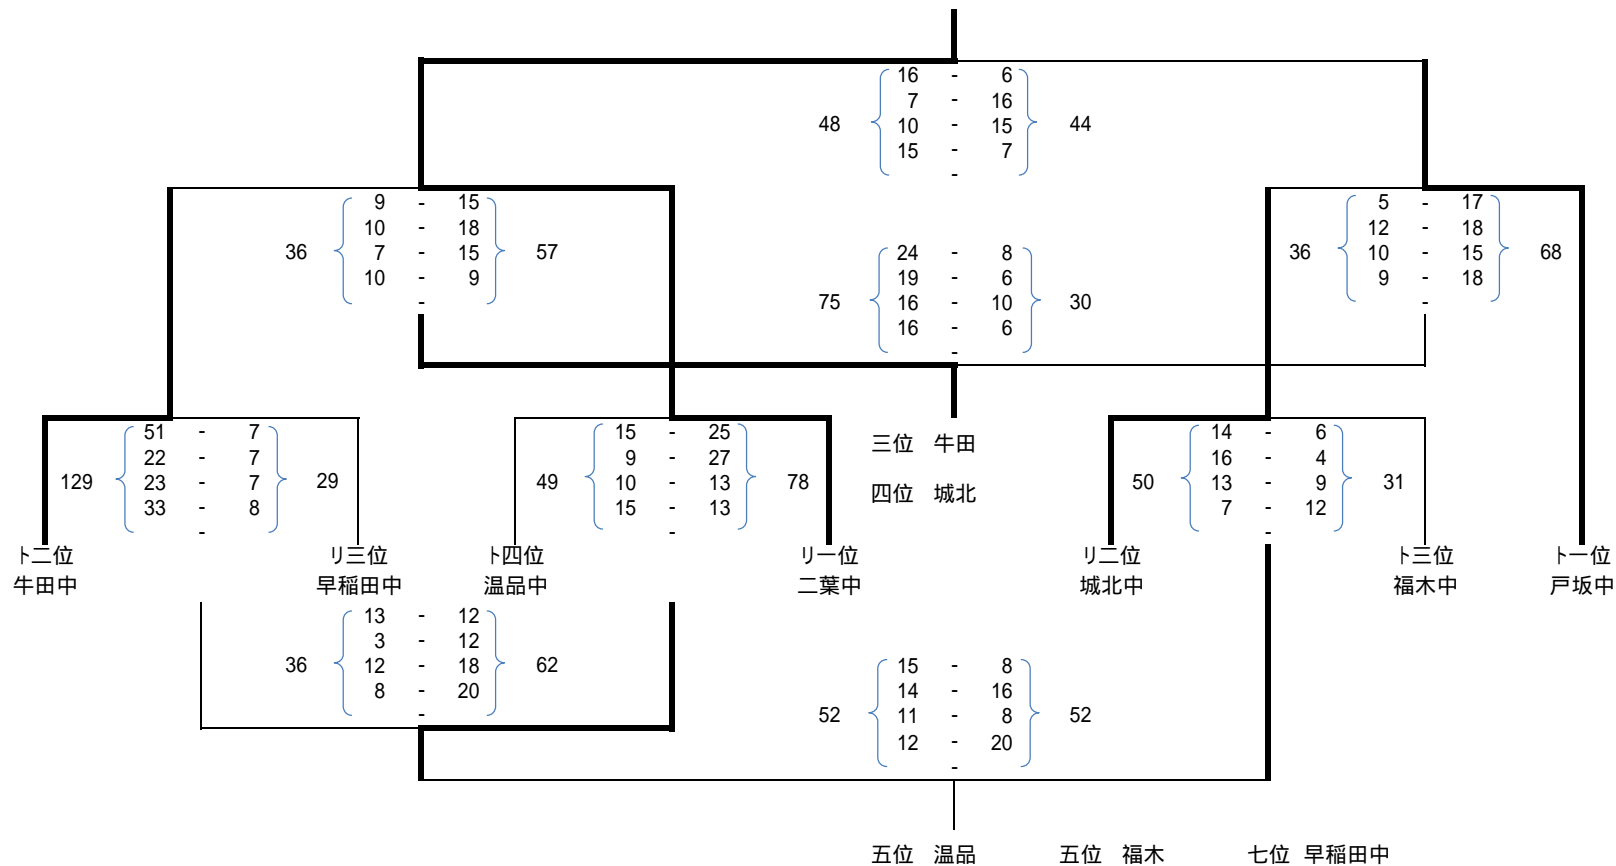 16 - 6
7 - 16
48 10 - 15 44
15 - 7
-
9 - 15
10 - 18
36 7 - 15 57
10 - 9
-
5 - 17
12 - 18
36 10 - 15 68
9 - 18
-
24 - 8
19 - 6
75 16 - 10 30
16 - 6
-
51 - 7
22 - 7
129 23 - 7 29
33 - 8
-
15 - 25
9 - 27
49 10 - 13 78
15 - 13
-
三位 牛田
四位 城北
14 - 6
16 - 4
50 13 - 9 31
7 - 12
-
ト二位 リ三位 ト四位 リ一位 リ二位 ト三位 ト一位
牛田中 早稲田中 温品中 二葉中 城北中 福木中 戸坂中
13 - 12
3 - 12
36 12 - 18 62
8 - 20
-
15 - 8
14 - 16
52 11 - 8 52
12 - 20
-
五位 温品 五位 福木 七位 早稲田中